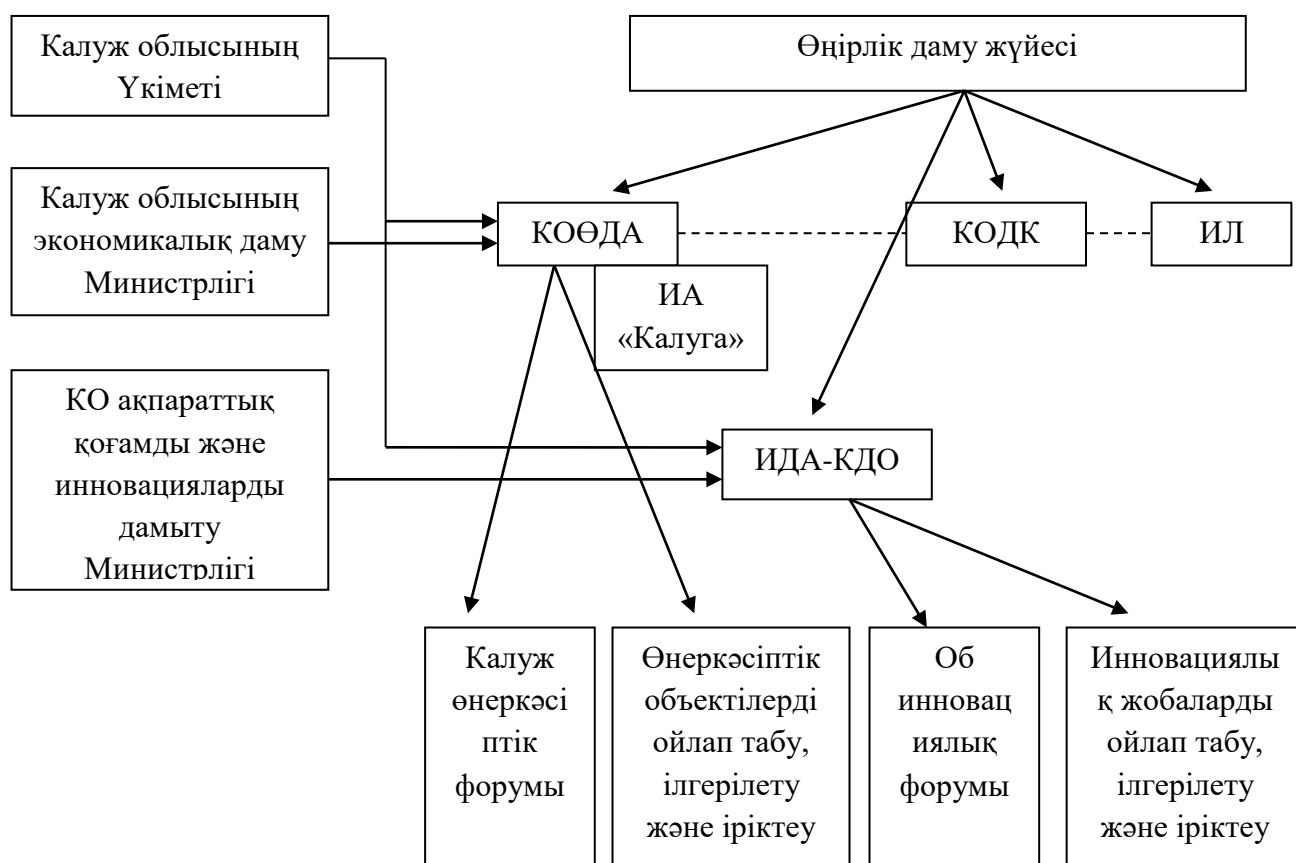 Калуж облысының
Үкіметі
Өңірлік даму жүйесі
Калуж облысының
экономикалық даму
Министрлігі
КОӨДА
КОДК
ИЛ
ИА
«Калуга»
КО ақпараттық
қоғамды және
инновацияларды
дамыту
Министрлігі
ИДА-КДО
Калуж
өнеркәсі
птік
форумы
Өнеркәсіптік
объектілерді
ойлап табу,
ілгерілету
және іріктеу
Об
инновац
иялық
форумы
Инновациялы
қ жобаларды
ойлап табу,
ілгерілету
және іріктеу